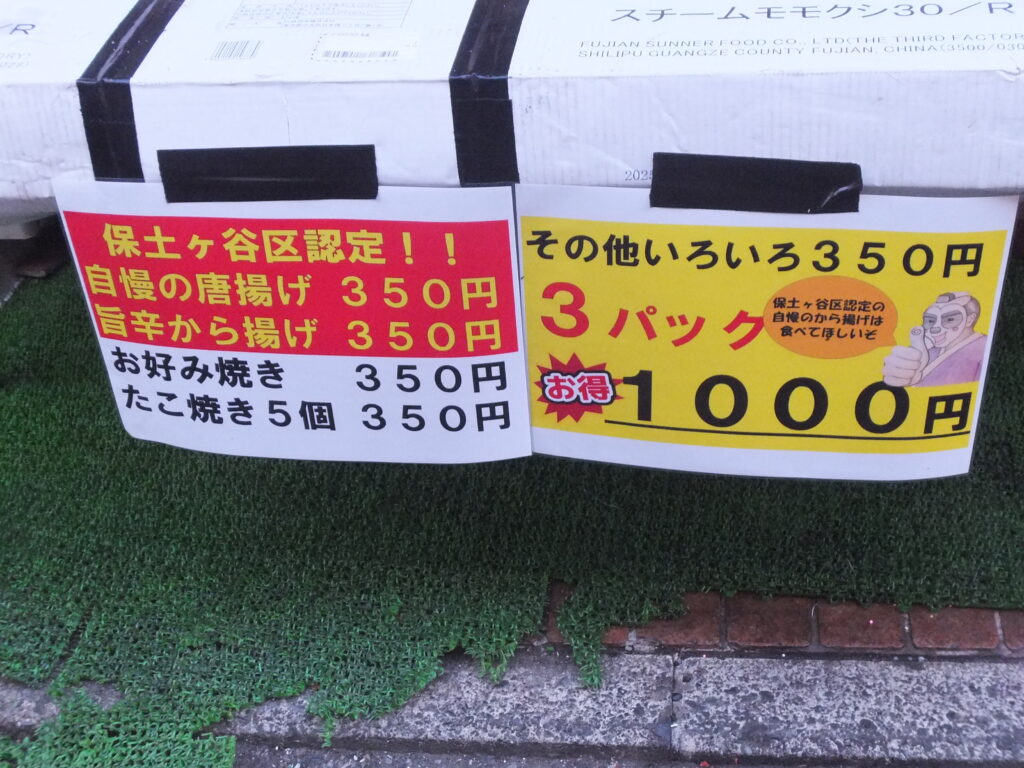 スチームモモクシ30/R
FUJIAN SUNNER FOOD CO., LTD(THE THIRD FACTOR
SHILIPU GUANGZE COUNTY FUJIAN, CHINA(3500/030
/R
2025
保土ヶ谷区認定！！
自慢の唐揚げ ３５０円
旨辛から揚げ ３５０円
お好み焼き ３５０円
たこ焼き５個 ３５０円
その他いろいろ３５０円
３パック
保土ヶ谷区認定の
自慢のから揚げは
食べてほしいぞ
お得
１０００円